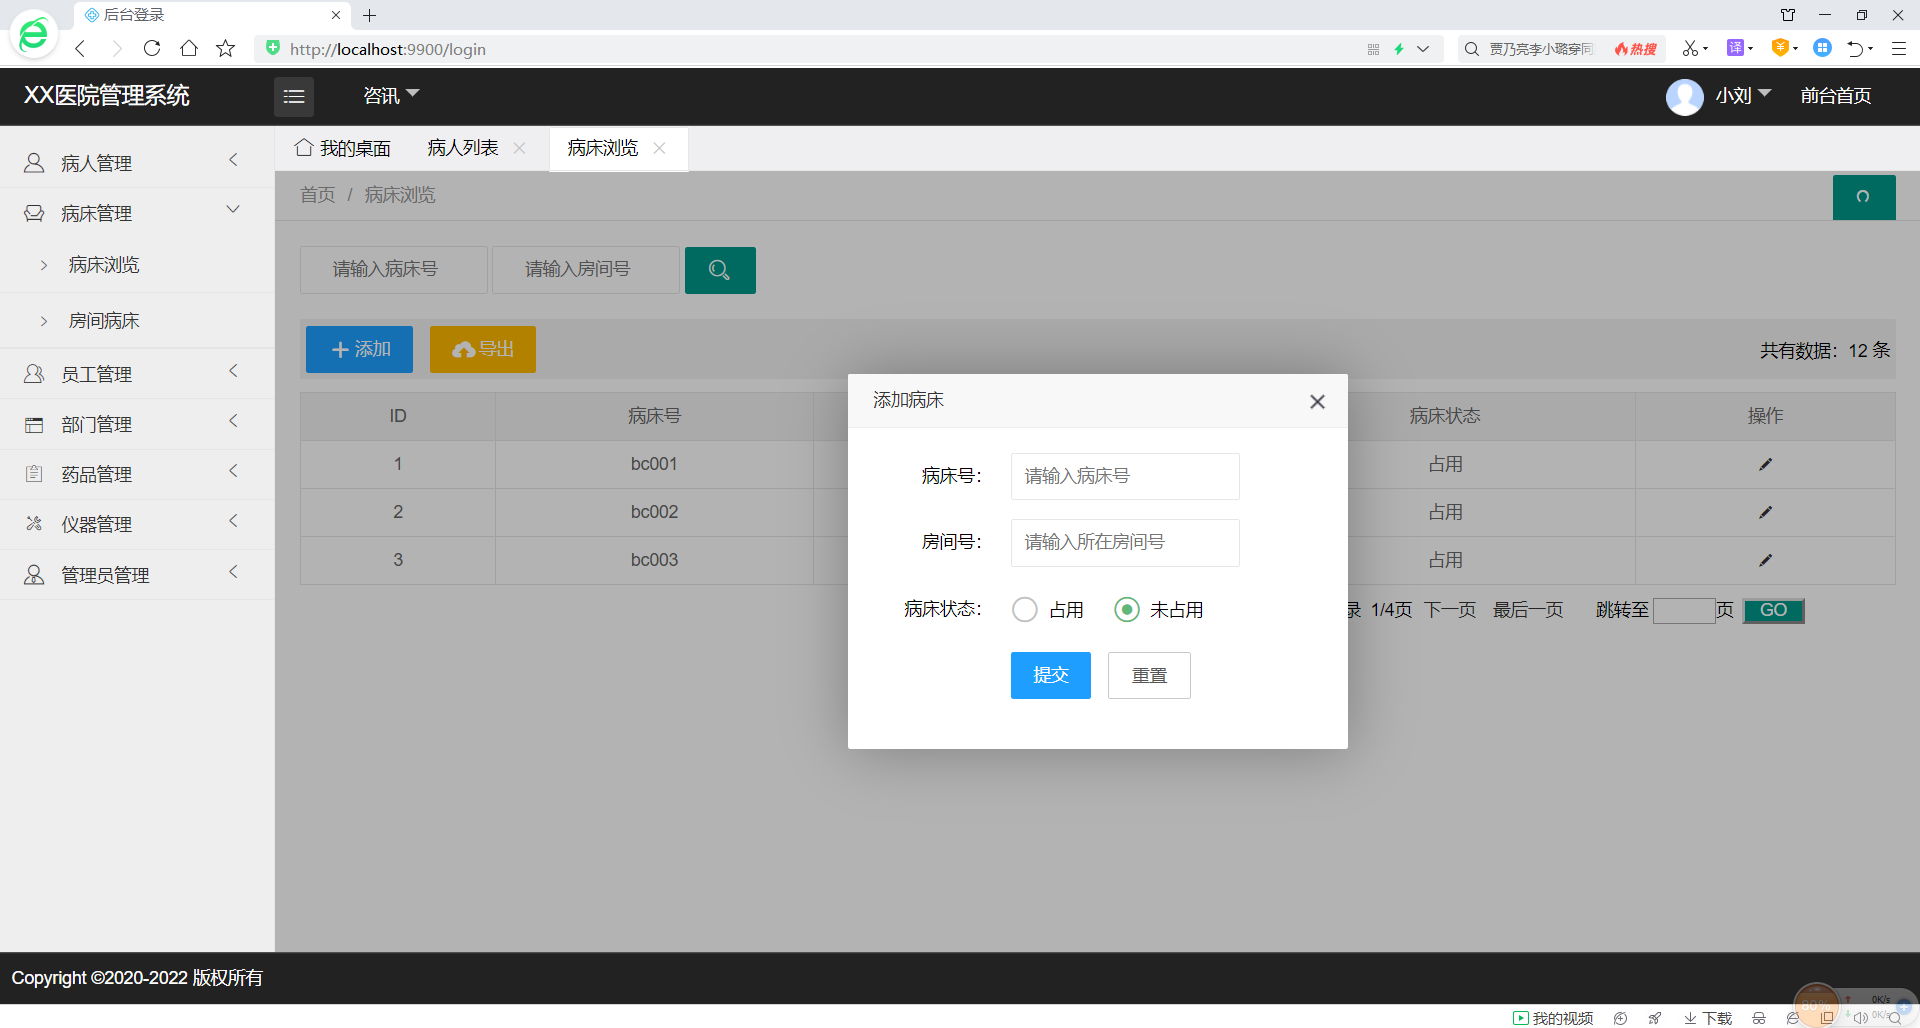 后台登录
http://localhost:9900/login
贾乃亮李小璐穿同
热搜
译
XX医院管理系统
咨讯
小刘
前台首页
病人管理
病床管理
病床浏览
房间病床
员工管理
部门管理
药品管理
仪器管理
管理员管理
我的桌面
病人列表
病床浏览
首页 / 病床浏览
请输入病床号
请输入房间号
添加
导出
共有数据：12 条
ID 病床号 病床状态 操作
1 bc001 占用
2 bc002 占用
3 bc003 占用
录 1/4页 下一页 最后一页 跳转至 页 GO
添加病床
病床号： 请输入病床号
房间号： 请输入所在房间号
病床状态： 占用 未占用
提交 重置
Copyright ©2020-2022 版权所有
80%
0K/s
0K/s
我的视频
下载